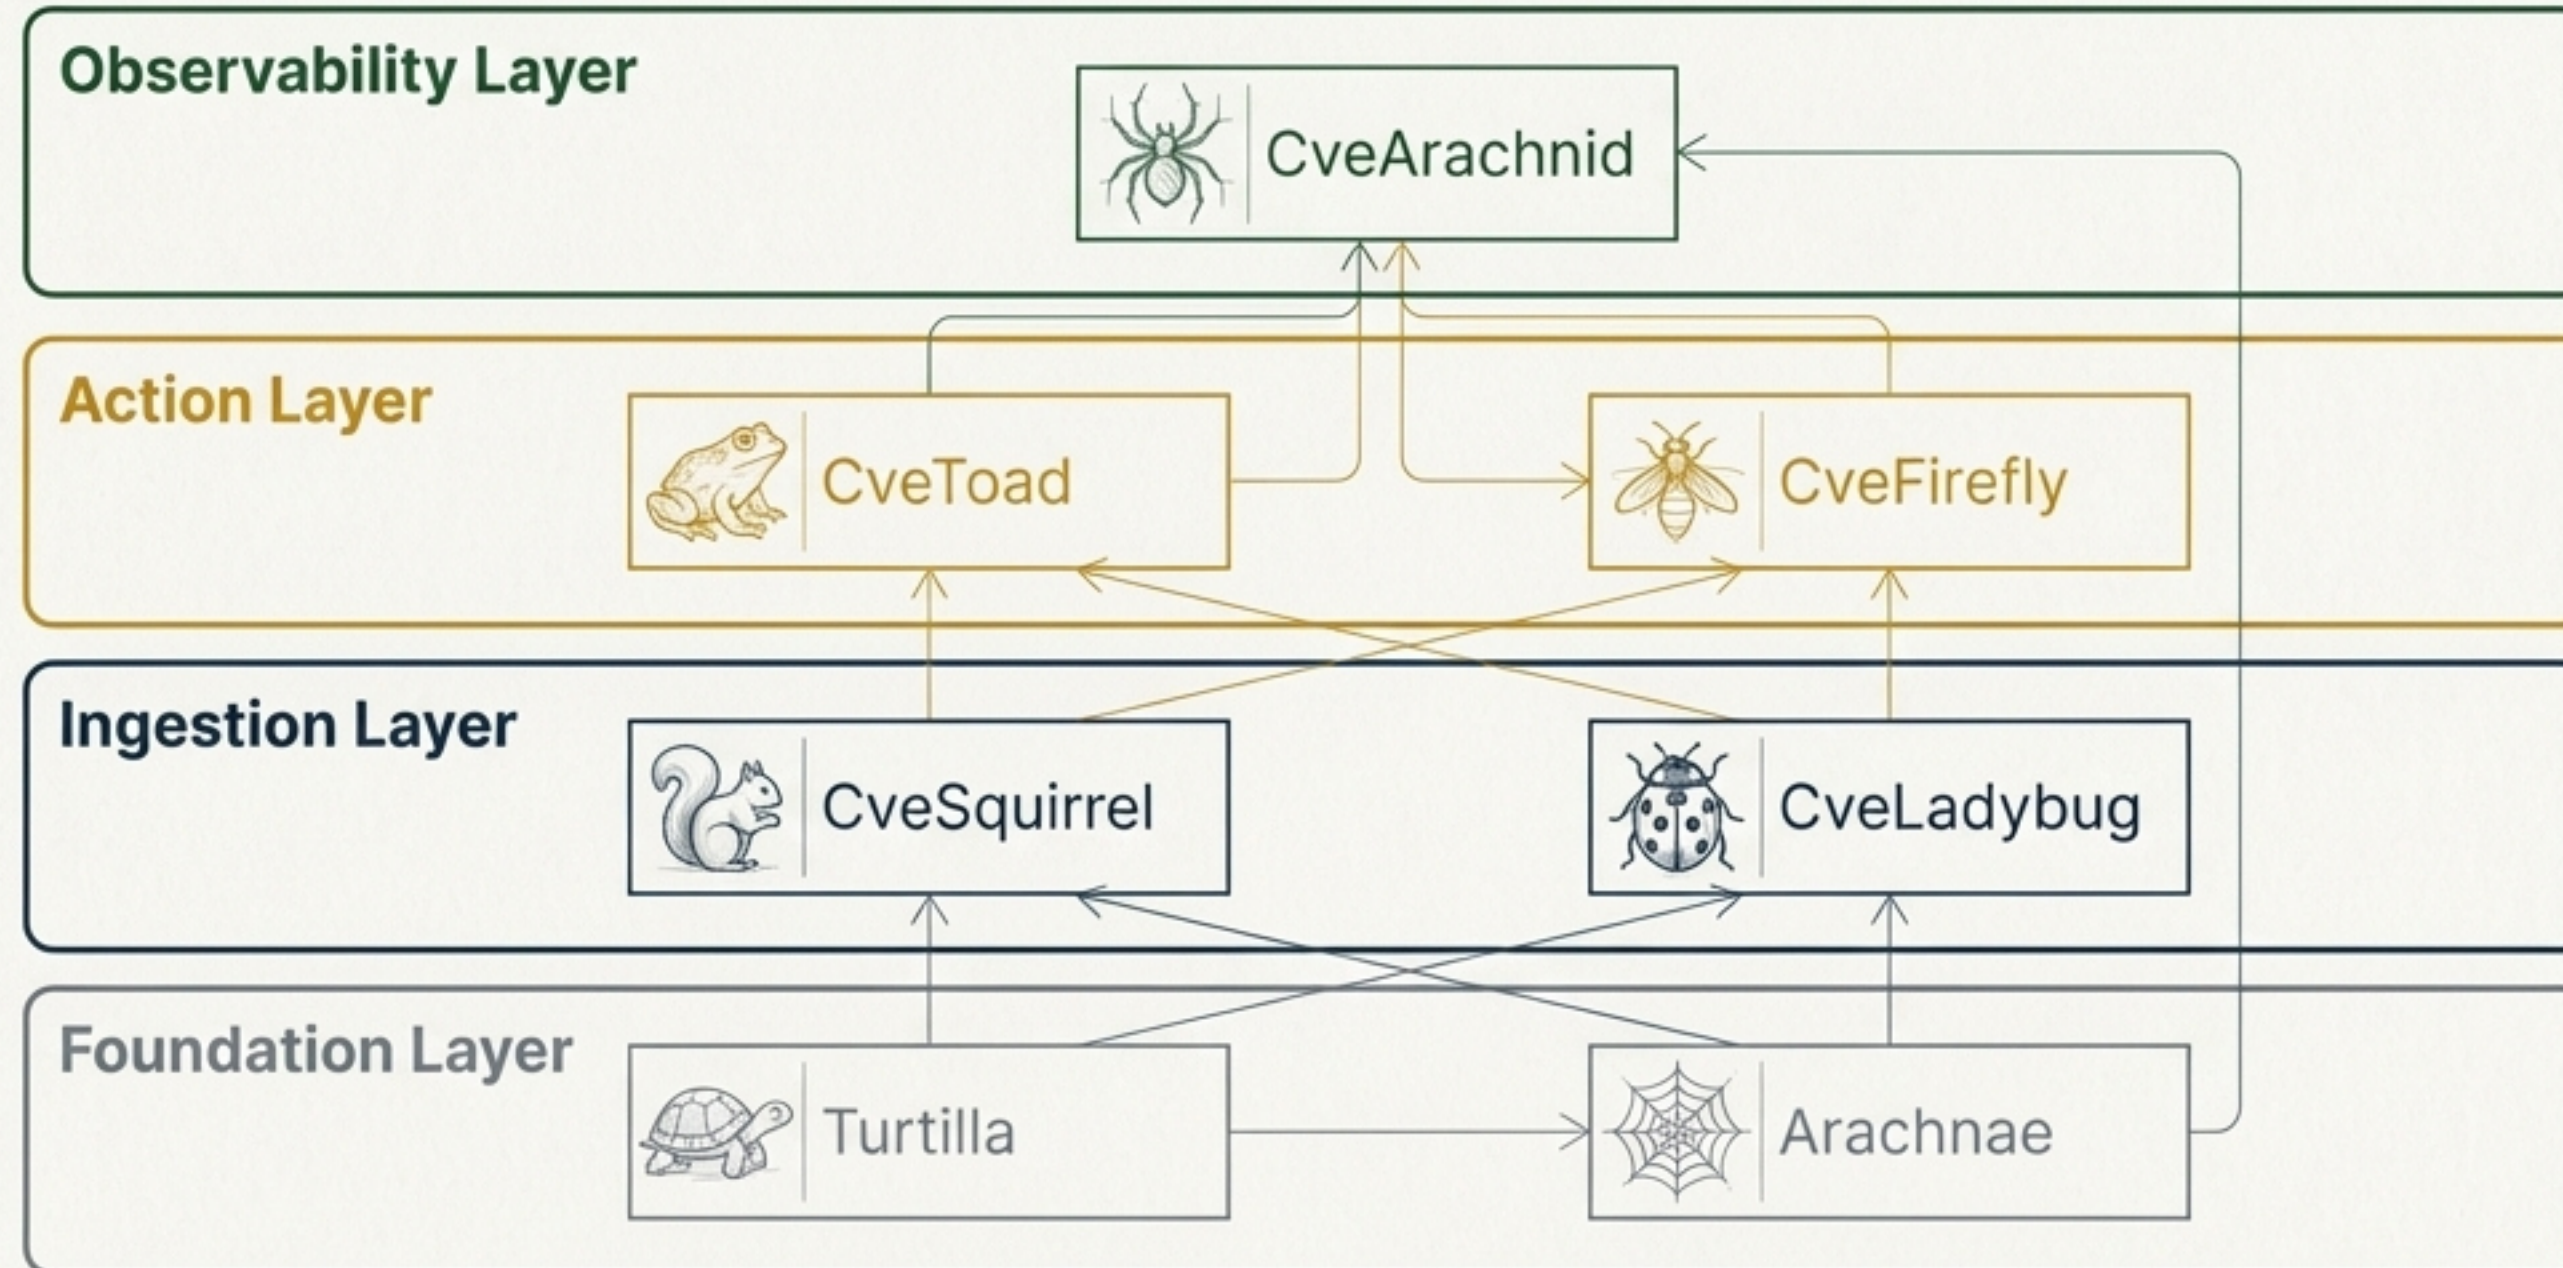 Observability Layer
CveArachnid
Action Layer
CveToad
CveFirefly
Ingestion Layer
CveSquirrel
CveLadybug
Foundation Layer
Turtilla
Arachnae